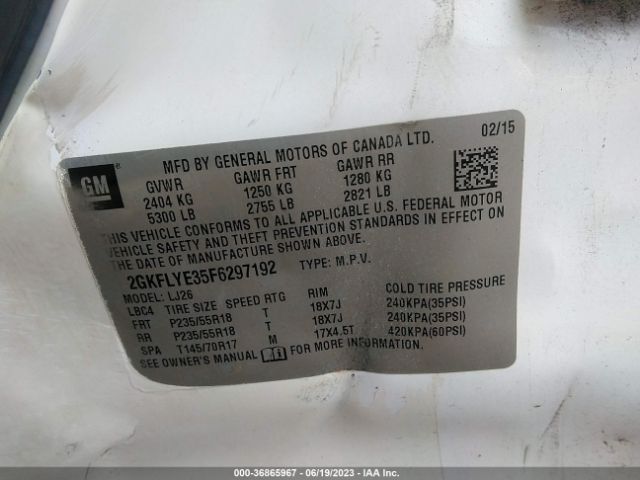 MFD BY GENERAL MOTORS OF CANADA LTD. 02/15
GM
GVWR GAWR FRT GAWR RR
2404 KG 1250 KG 1280 KG
5300 LB 2755 LB 2821 LB
THIS VEHICLE CONFORMS TO ALL APPLICABLE U.S. FEDERAL MOTOR
VEHICLE SAFETY AND THEFT PREVENTION STANDARDS IN EFFECT ON
THE DATE OF MANUFACTURE SHOWN ABOVE.
2GKFLYE35F6297192 TYPE: M.P.V.
MODEL: LJ26
LBC4 TIRE SIZE SPEED RTG RIM COLD TIRE PRESSURE
FRT P235/55R18 T 18X7J 240KPA(35PSI)
RR P235/55R18 T 18X7J 240KPA(35PSI)
SPA T145/70R17 M 17X4.5T 420KPA(60PSI)
SEE OWNER'S MANUAL FOR MORE INFORMATION.
000-36865967 - 06/19/2023 - IAA Inc.